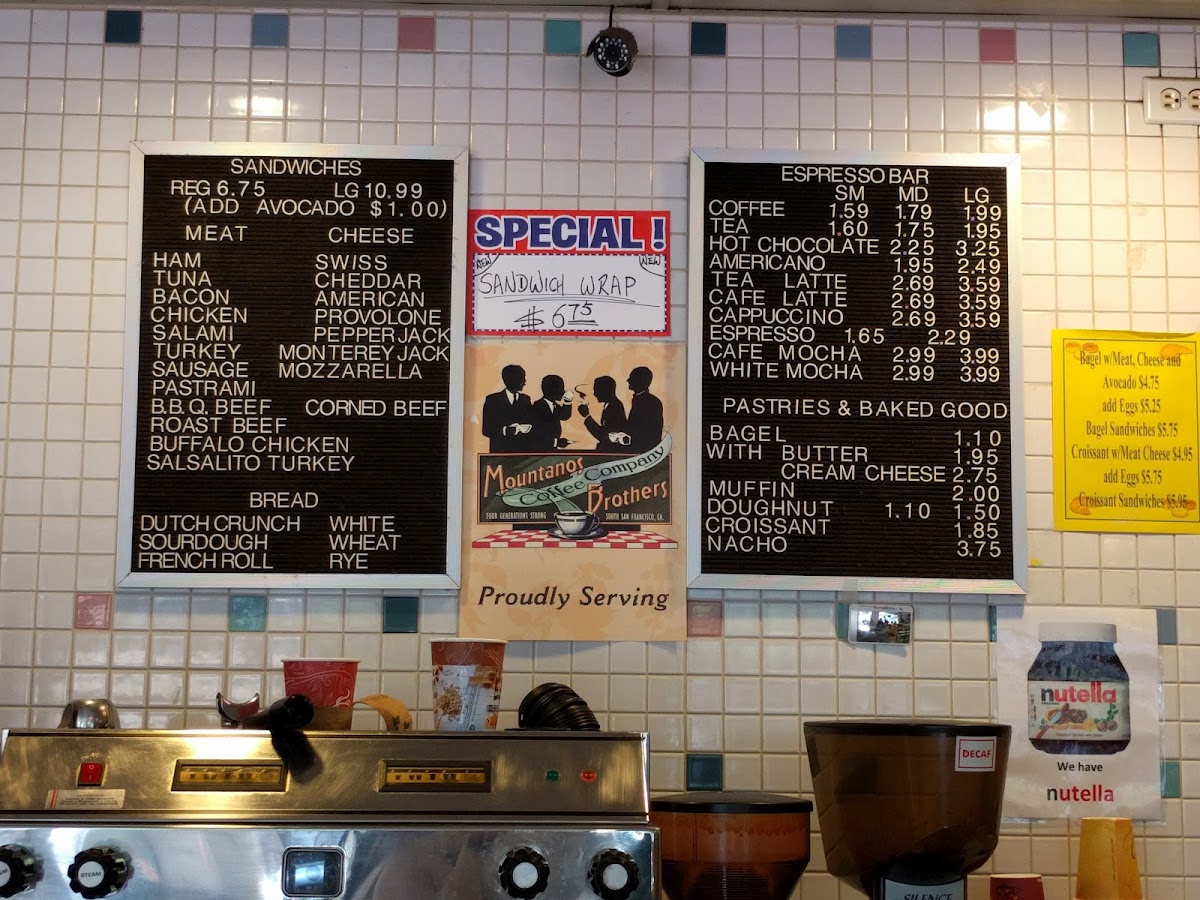 SANDWICHES
REG 6.75 LG 10.99
(ADD AVOCADO $1.00)
MEAT CHEESE
HAM SWISS
TUNA CHEDDAR
BACON AMERICAN
CHICKEN PROVOLONE
SALAMI PEPPER JACK
TURKEY MONTEREY JACK
SAUSAGE MOZZARELLA
PASTRAMI
B.B.Q. BEEF CORNED BEEF
ROAST BEEF
BUFFALO CHICKEN
SALSALITO TURKEY
BREAD
DUTCH CRUNCH WHITE
SOURDOUGH WHEAT
FRENCH ROLL RYE
SPECIAL!
NEW NEW
SANDWICH WRAP
$6.75
Mountanos
Coffee Company
Brothers
FOUR GENERATIONS STRONG SOUTH SAN FRANCISCO, CA.
Proudly Serving
ESPRESSO BAR
SM MD LG
COFFEE 1.59 1.79 1.99
TEA 1.60 1.75 1.95
HOT CHOCOLATE 2.25 3.25
AMERICANO 1.95 2.49
TEA LATTE 2.69 3.59
CAFE LATTE 2.69 3.59
CAPPUCCINO 2.69 3.59
ESPRESSO 1.65 2.29
CAFE MOCHA 2.99 3.99
WHITE MOCHA 2.99 3.99
PASTRIES & BAKED GOOD
BAGEL 1.10
WITH BUTTER 1.95
CREAM CHEESE 2.75
MUFFIN 2.00
DOUGHNUT 1.10 1.50
CROISSANT 1.85
NACHO 3.75
Bagel w/Meat, Cheese and
Avocado $4.75
add Eggs $5.25
Bagel Sandwiches $5.75
Croissant w/Meat Cheese $4.95
add Eggs $5.75
Croissant Sandwiches $5.95
nutella
We have
nutella
DECAF
STEAM
SILENCE